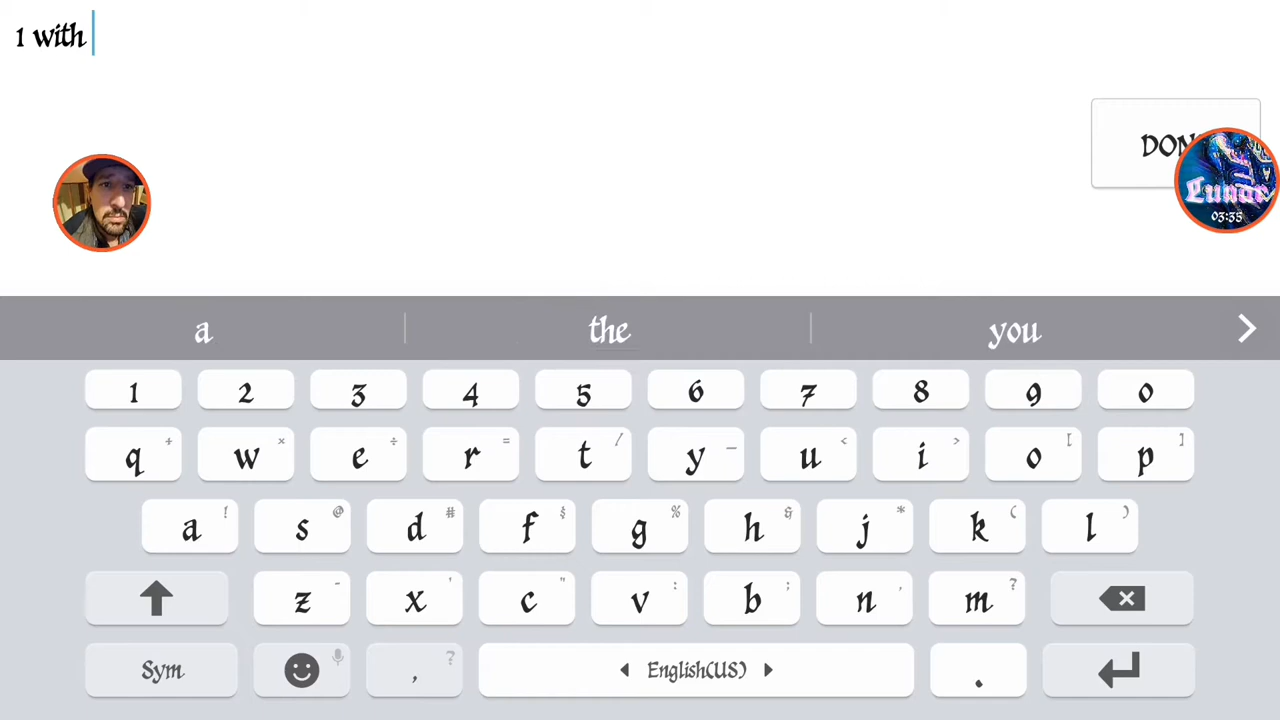 1 with
DON
Lunar
03:35
a the you
1 2 3 4 5 6 7 8 9 0
q + w × e ÷ r = t / y _ u < i > o [ p ]
a ! s @ d # f $ g % h & j * k ( l )
z - x ' c " v : b ; n , m ?
Sym , ? English(US) .